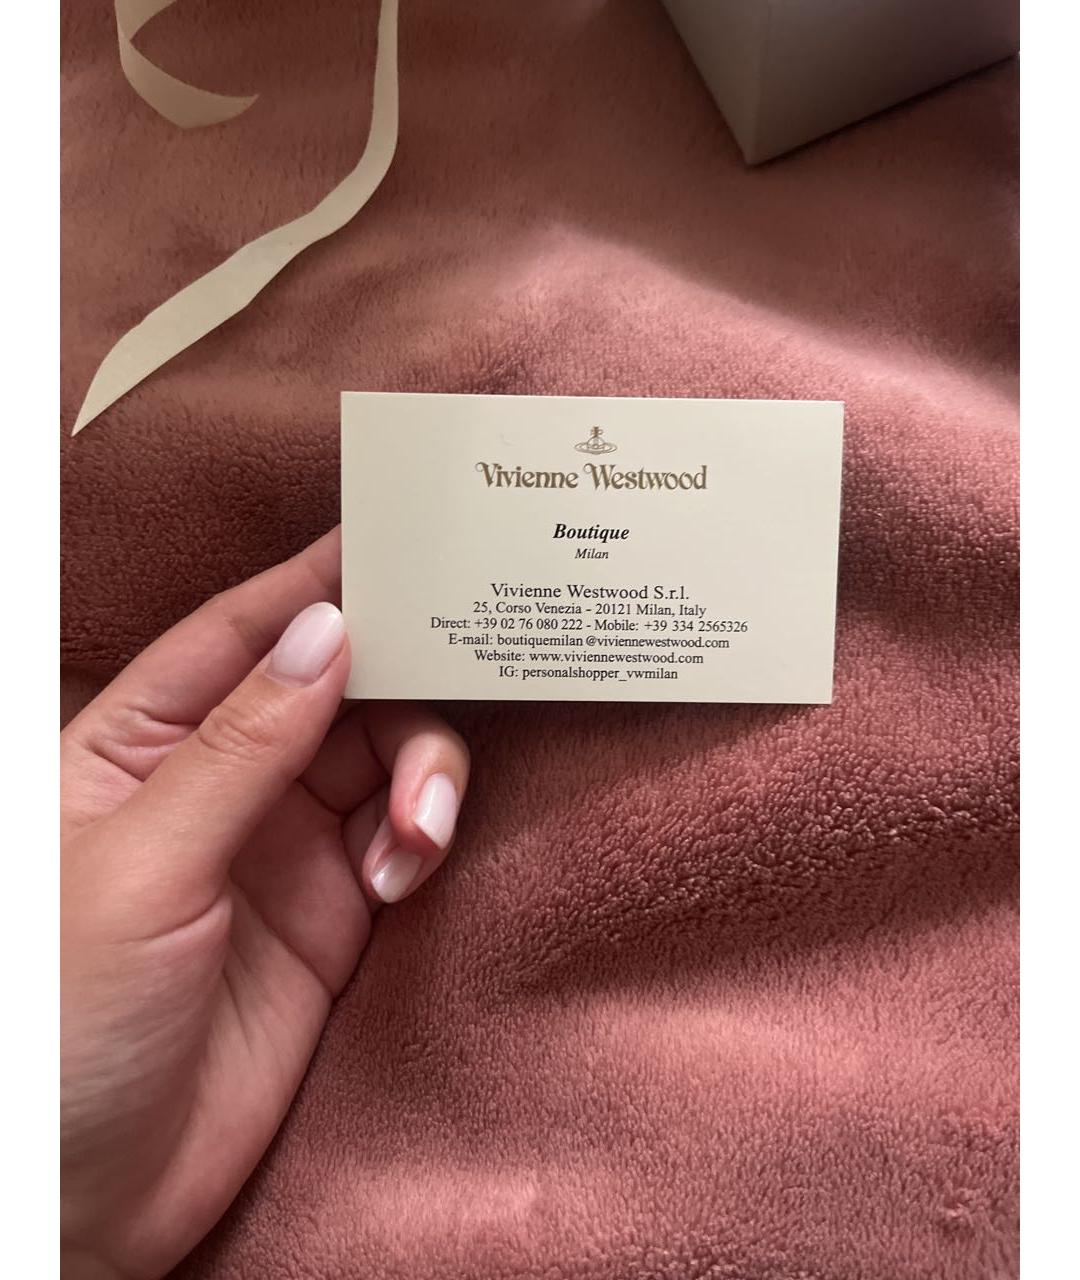 Vivienne Westwood
Boutique
Milan
Vivienne Westwood S.r.l.
25, Corso Venezia - 20121 Milan, Italy
Direct: +39 02 76 080 222 - Mobile: +39 334 2565326
E-mail: boutiquemilan@viviennewestwood.com
Website: www.viviennewestwood.com
IG: personalshopper_vwmilan